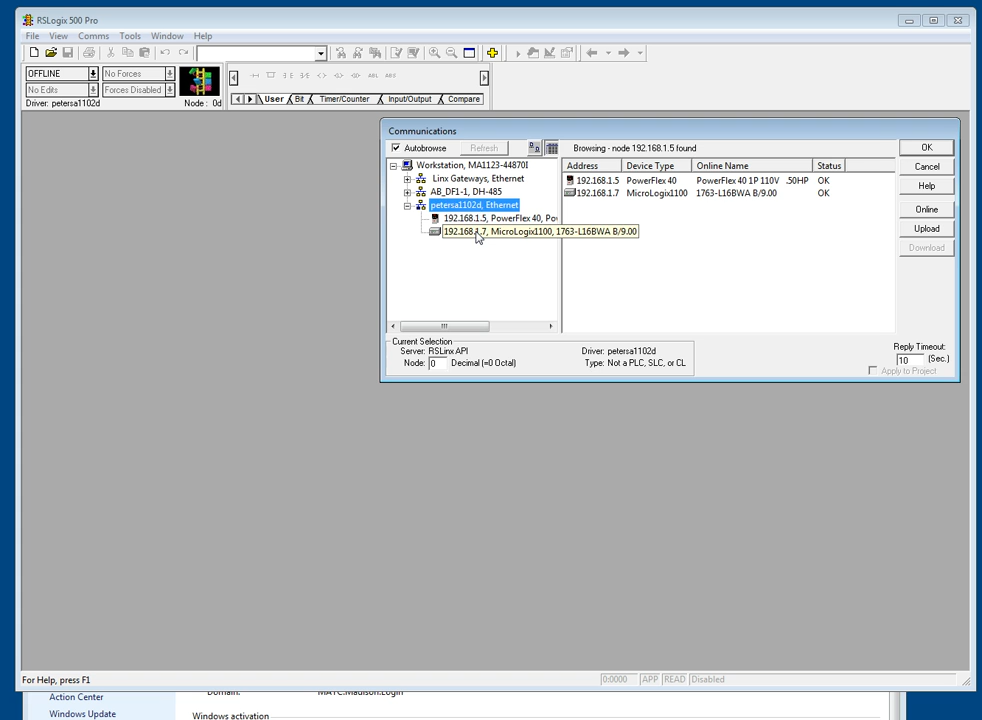 RSLogix 500 Pro
File View Comms Tools Window Help
OFFLINE No Forces
No Edits Forces Disabled
Driver: petersa1102d Node : 0d
User Bit Timer/Counter Input/Output Compare
Communications
Autobrowse Refresh Browsing - node 192.168.1.5 found
OK
Cancel
Help
Online
Upload
Download
Workstation, MA1123-44870I
Linx Gateways, Ethernet
AB_DF1-1, DH-485
petersa1102d, Ethernet
192.168.1.5, PowerFlex 40, Pov
192.168.1.7, MicroLogix1100, 1763-L16BWA B/9.00
Address Device Type Online Name Status
192.168.1.5 PowerFlex 40 PowerFlex 40 1P 110V .50HP OK
192.168.1.7 MicroLogix1100 1763-L16BWA B/9.00 OK
Current Selection
Server: RSLinx API Driver: petersa1102d
Node: 0 Decimal (=0 Octal) Type: Not a PLC, SLC, or CL
Reply Timeout:
10 (Sec.)
Apply to Project
For Help, press F1 0:0000 APP READ Disabled
Action Center
Domain: MATC.Madison.Login
Windows Update
Windows activation